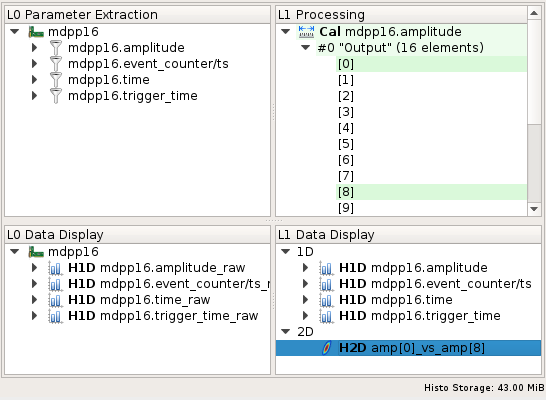 L0 Parameter Extraction
mdpp16
mdpp16.amplitude
mdpp16.event_counter/ts
mdpp16.time
mdpp16.trigger_time
L1 Processing
Cal mdpp16.amplitude
#0 "Output" (16 elements)
[0]
[1]
[2]
[3]
[4]
[5]
[6]
[7]
[8]
[9]
L0 Data Display
mdpp16
H1D mdpp16.amplitude_raw
H1D mdpp16.event_counter/ts_r
H1D mdpp16.time_raw
H1D mdpp16.trigger_time_raw
L1 Data Display
1D
H1D mdpp16.amplitude
H1D mdpp16.event_counter/ts
H1D mdpp16.time
H1D mdpp16.trigger_time
2D
H2D amp[0]_vs_amp[8]
Histo Storage: 43.00 MiB